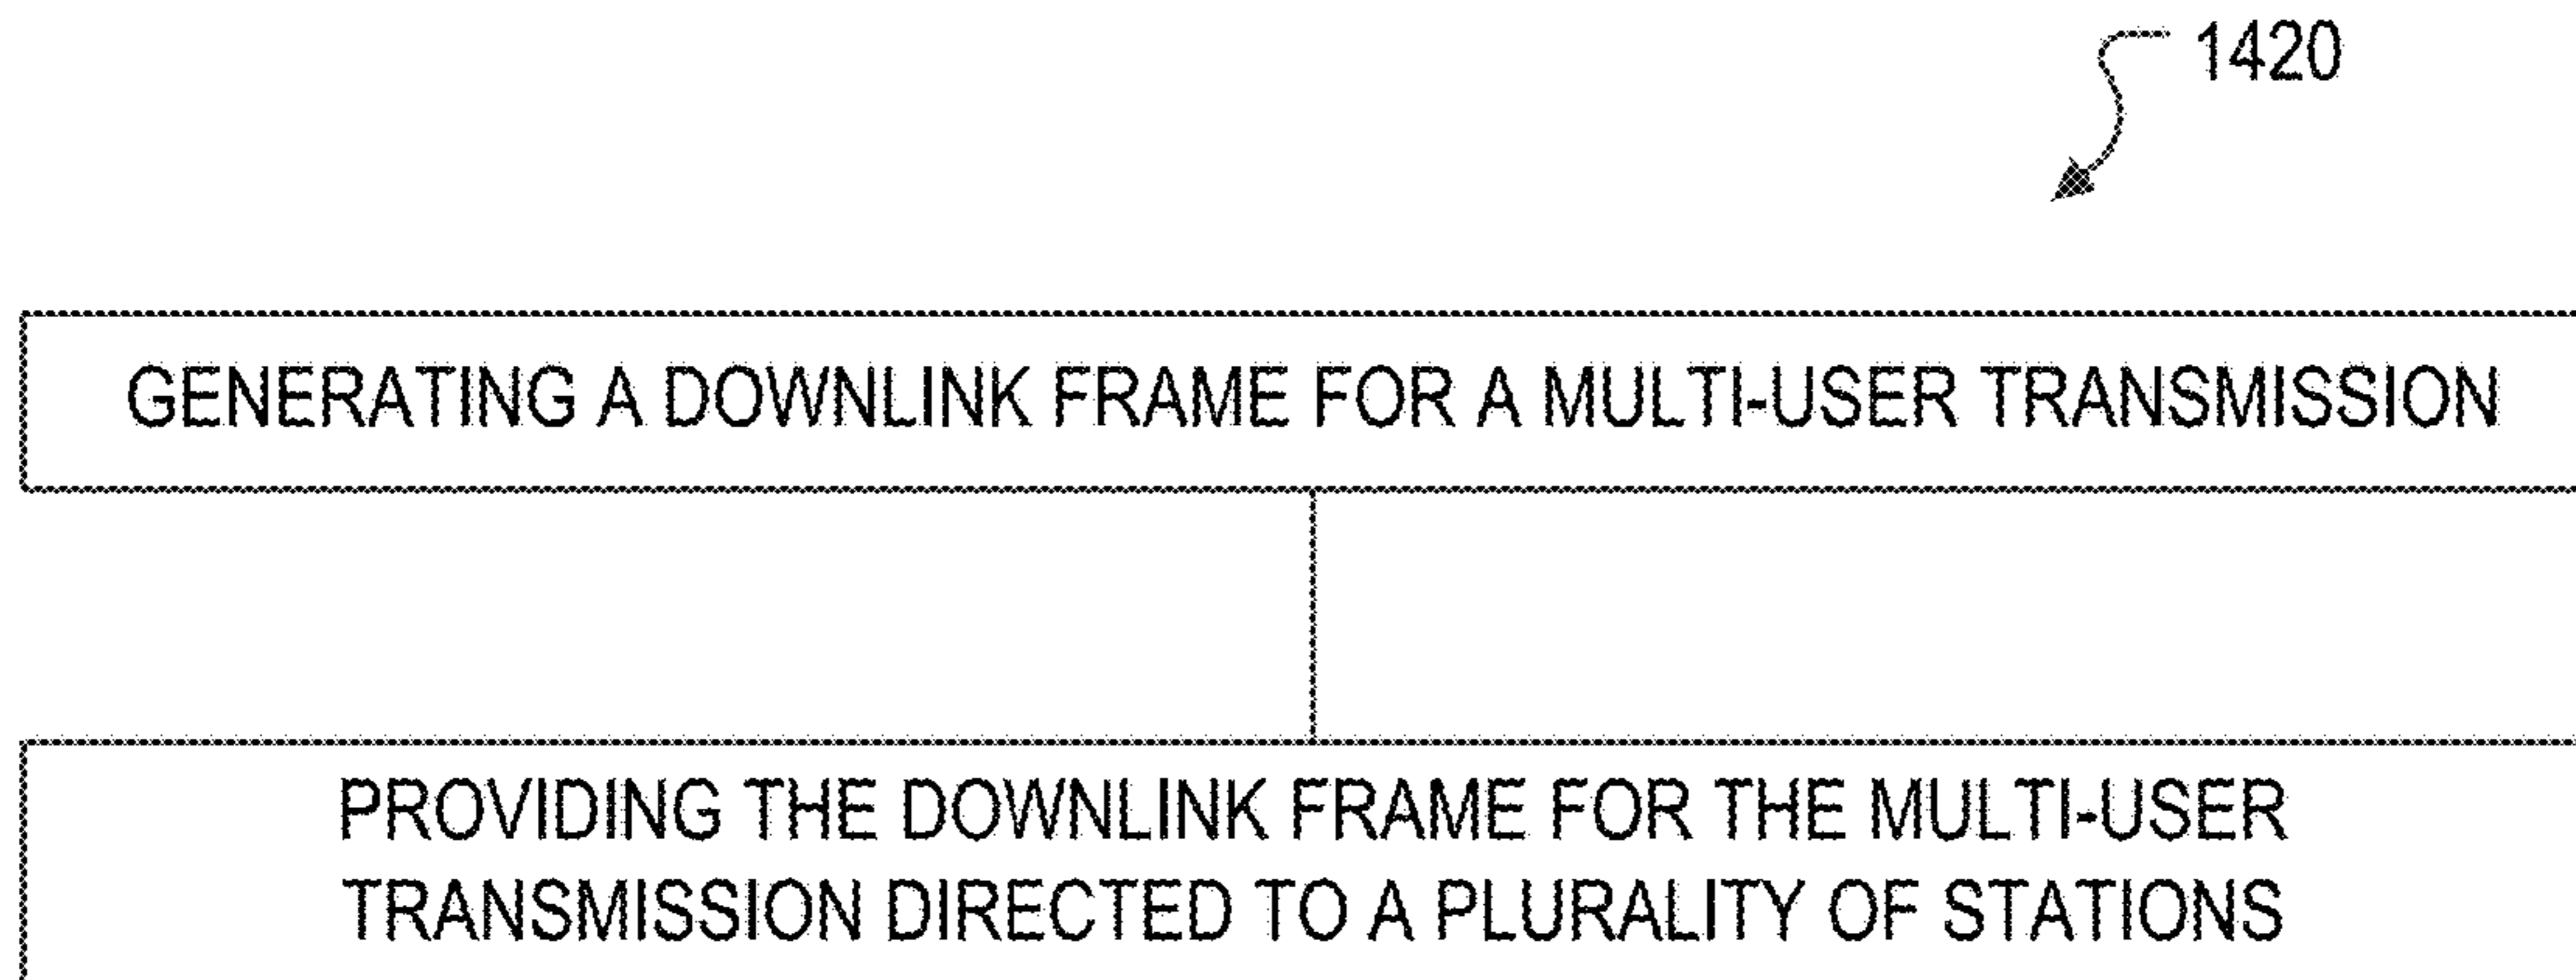 1420
GENERATING A DOWNLINK FRAME FOR A MULTI-USER TRANSMISSION
PROVIDING THE DOWNLINK FRAME FOR THE MULTI-USER
TRANSMISSION DIRECTED TO A PLURALITY OF STATIONS